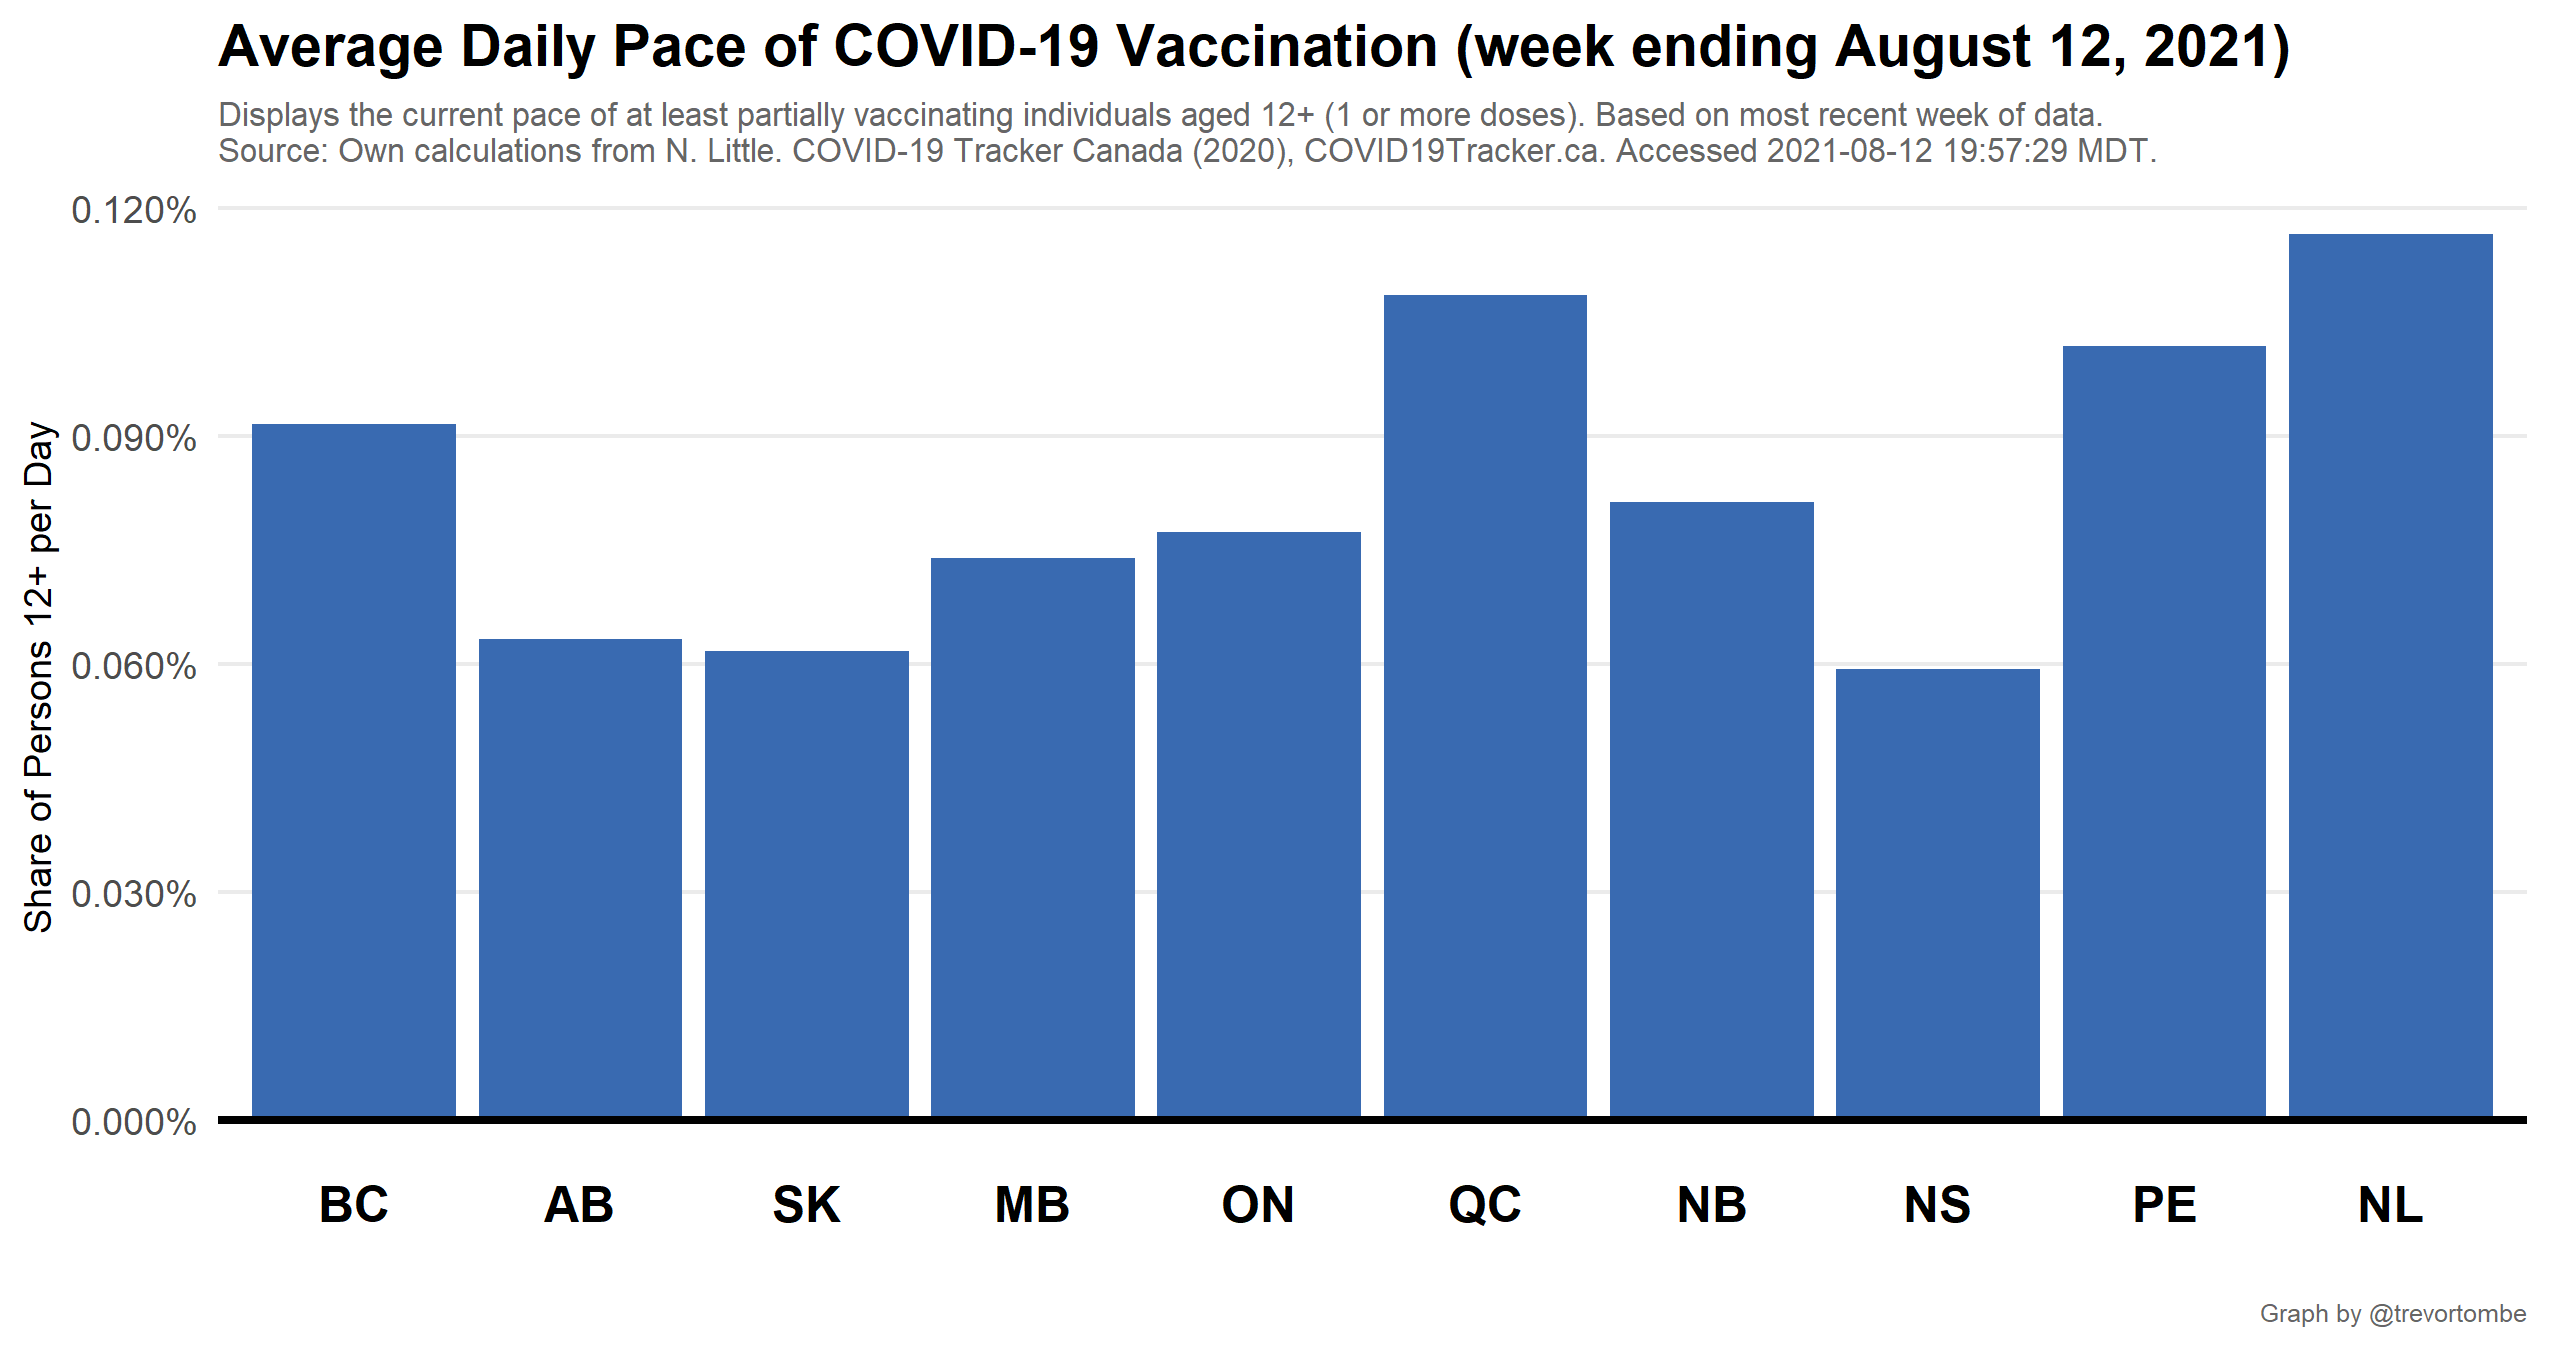 Average Daily Pace of COVID-19 Vaccination (week ending August 12, 2021)
Displays the current pace of at least partially vaccinating individuals aged 12+ (1 or more doses). Based on most recent week of data.
Source: Own calculations from N. Little. COVID-19 Tracker Canada (2020), COVID19Tracker.ca. Accessed 2021-08-12 19:57:29 MDT.
Share of Persons 12+ per Day
0.120%
0.090%
0.060%
0.030%
0.000%
BC AB SK MB ON QC NB NS PE NL
Graph by @trevortombe